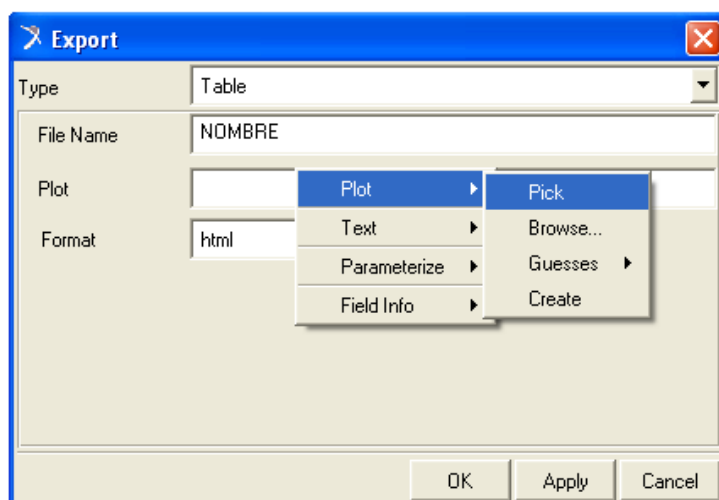 Export
Type Table
File Name NOMBRE
Plot Plot Pick
Text Browse...
Format html Parameterize Guesses
Field Info Create
OK Apply Cancel